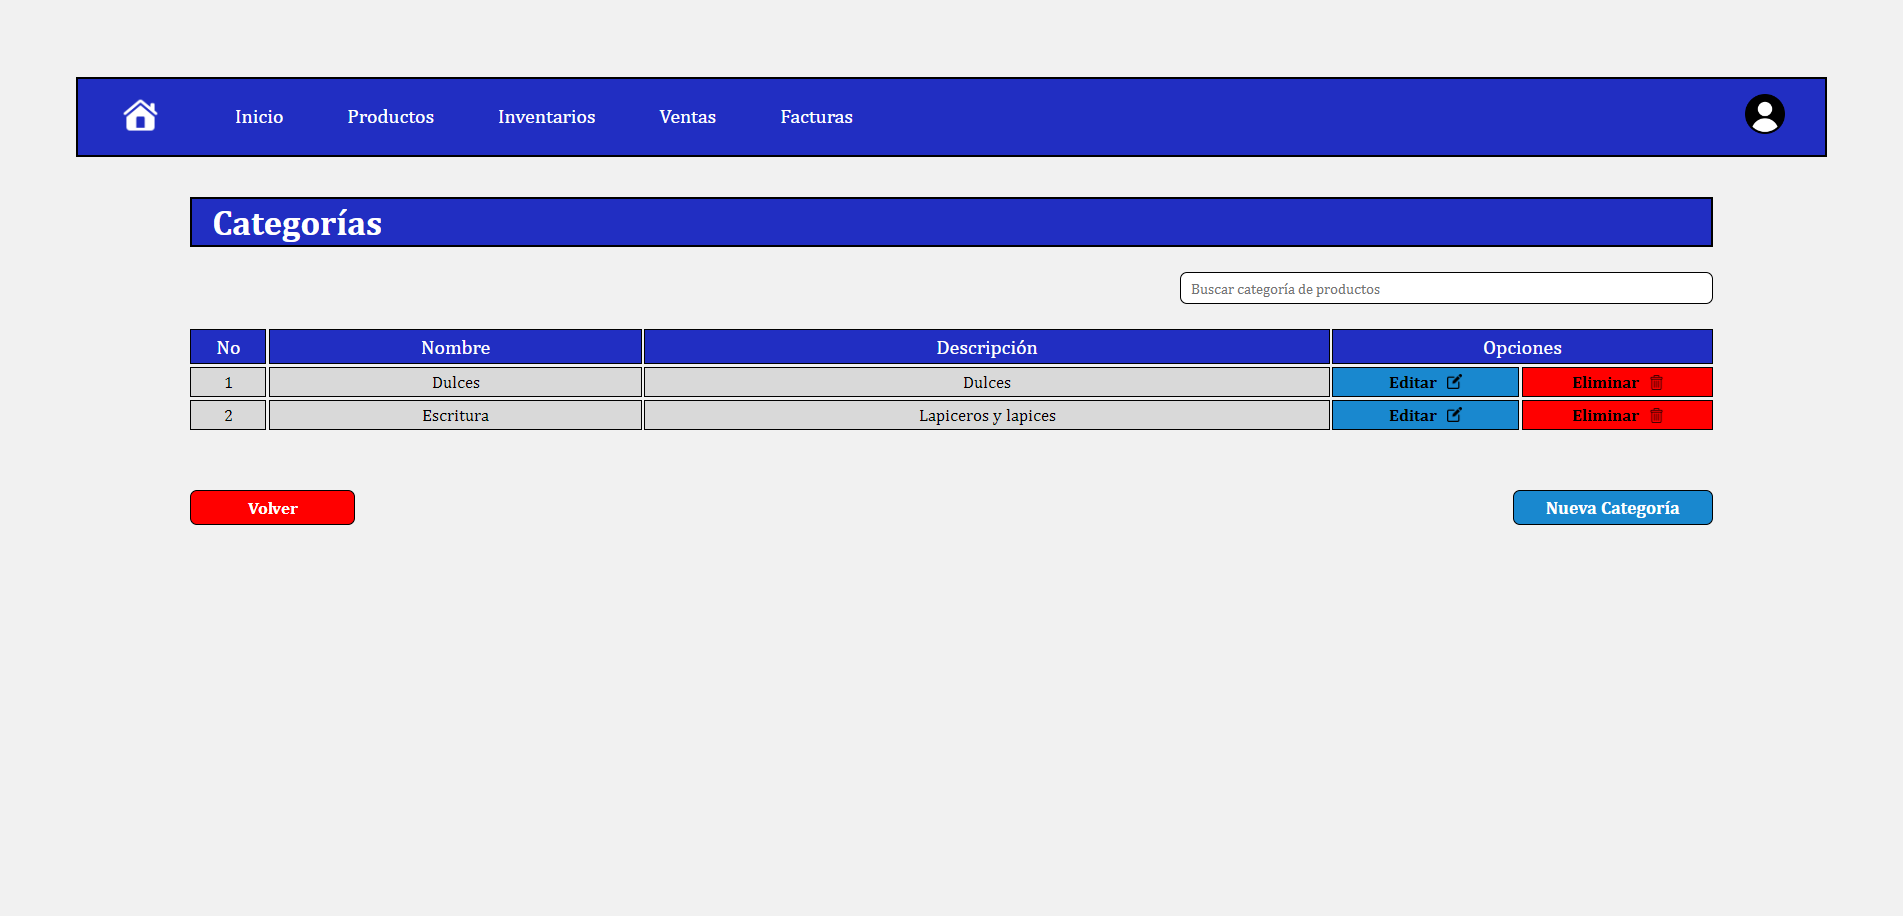 Inicio Productos Inventarios Ventas Facturas
Categorías
Buscar categoría de productos
No Nombre Descripción Opciones
1 Dulces Dulces Editar Eliminar
2 Escritura Lapiceros y lapices Editar Eliminar
Volver Nueva Categoría